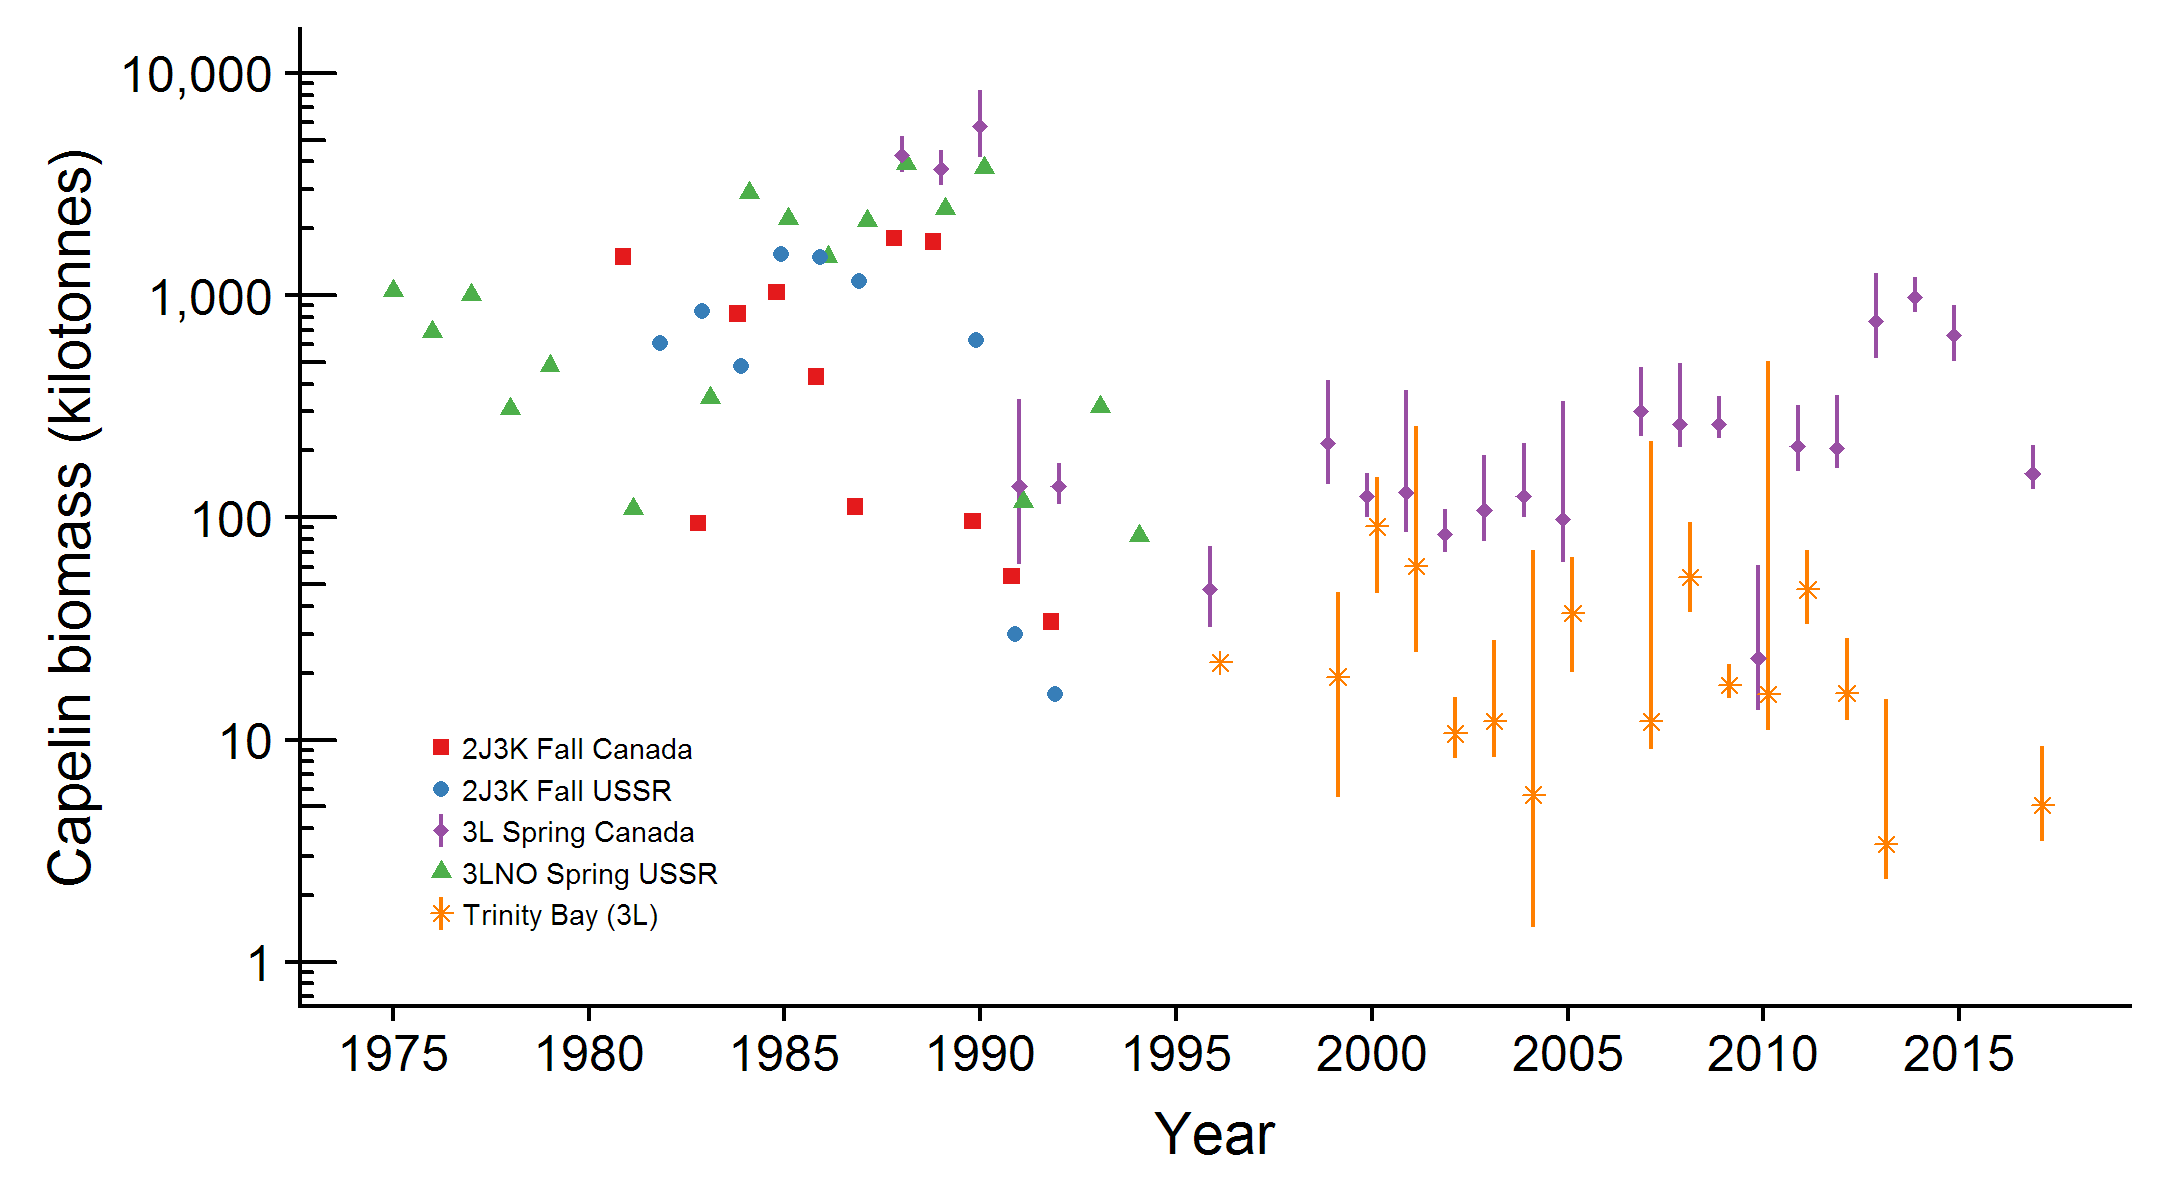 Capelin biomass (kilotonnes)
10,000
1,000
100
10
1
2J3K Fall Canada
2J3K Fall USSR
3L Spring Canada
3LNO Spring USSR
Trinity Bay (3L)
1975 1980 1985 1990 1995 2000 2005 2010 2015
Year